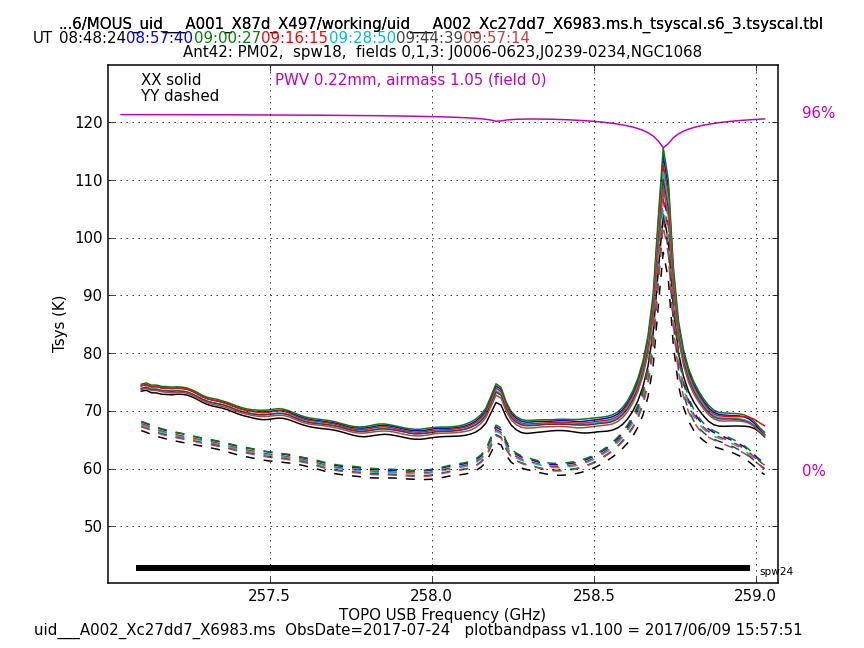 ...6/MOUS_uid___A001_X87d_X497/working/uid___A002_Xc27dd7_X6983.ms.h_tsyscal.s6_3.tsyscal.tbl
UT 08:48:24 08:57:40 09:00:27 09:16:15 09:28:50 09:44:39 09:57:14
Ant42: PM02,  spw18,  fields 0,1,3: J0006-0623,J0239-0234,NGC1068
XX solid
PWV 0.22mm, airmass 1.05 (field 0)
YY dashed
96%
0%
Tsys (K)
120
110
100
90
80
70
60
50
spw24
257.5
258.0
258.5
259.0
TOPO USB Frequency (GHz)
uid___A002_Xc27dd7_X6983.ms  ObsDate=2017-07-24   plotbandpass v1.100 = 2017/06/09 15:57:51